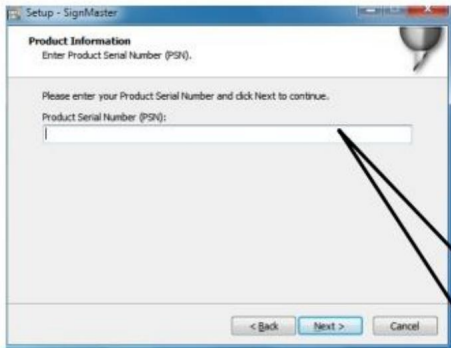 Setup - SignMaster
Product Information
Enter Product Serial Number (PSN).
Please enter your Product Serial Number and click Next to continue.
Product Serial Number (PSN):
< Back
Next >
Cancel